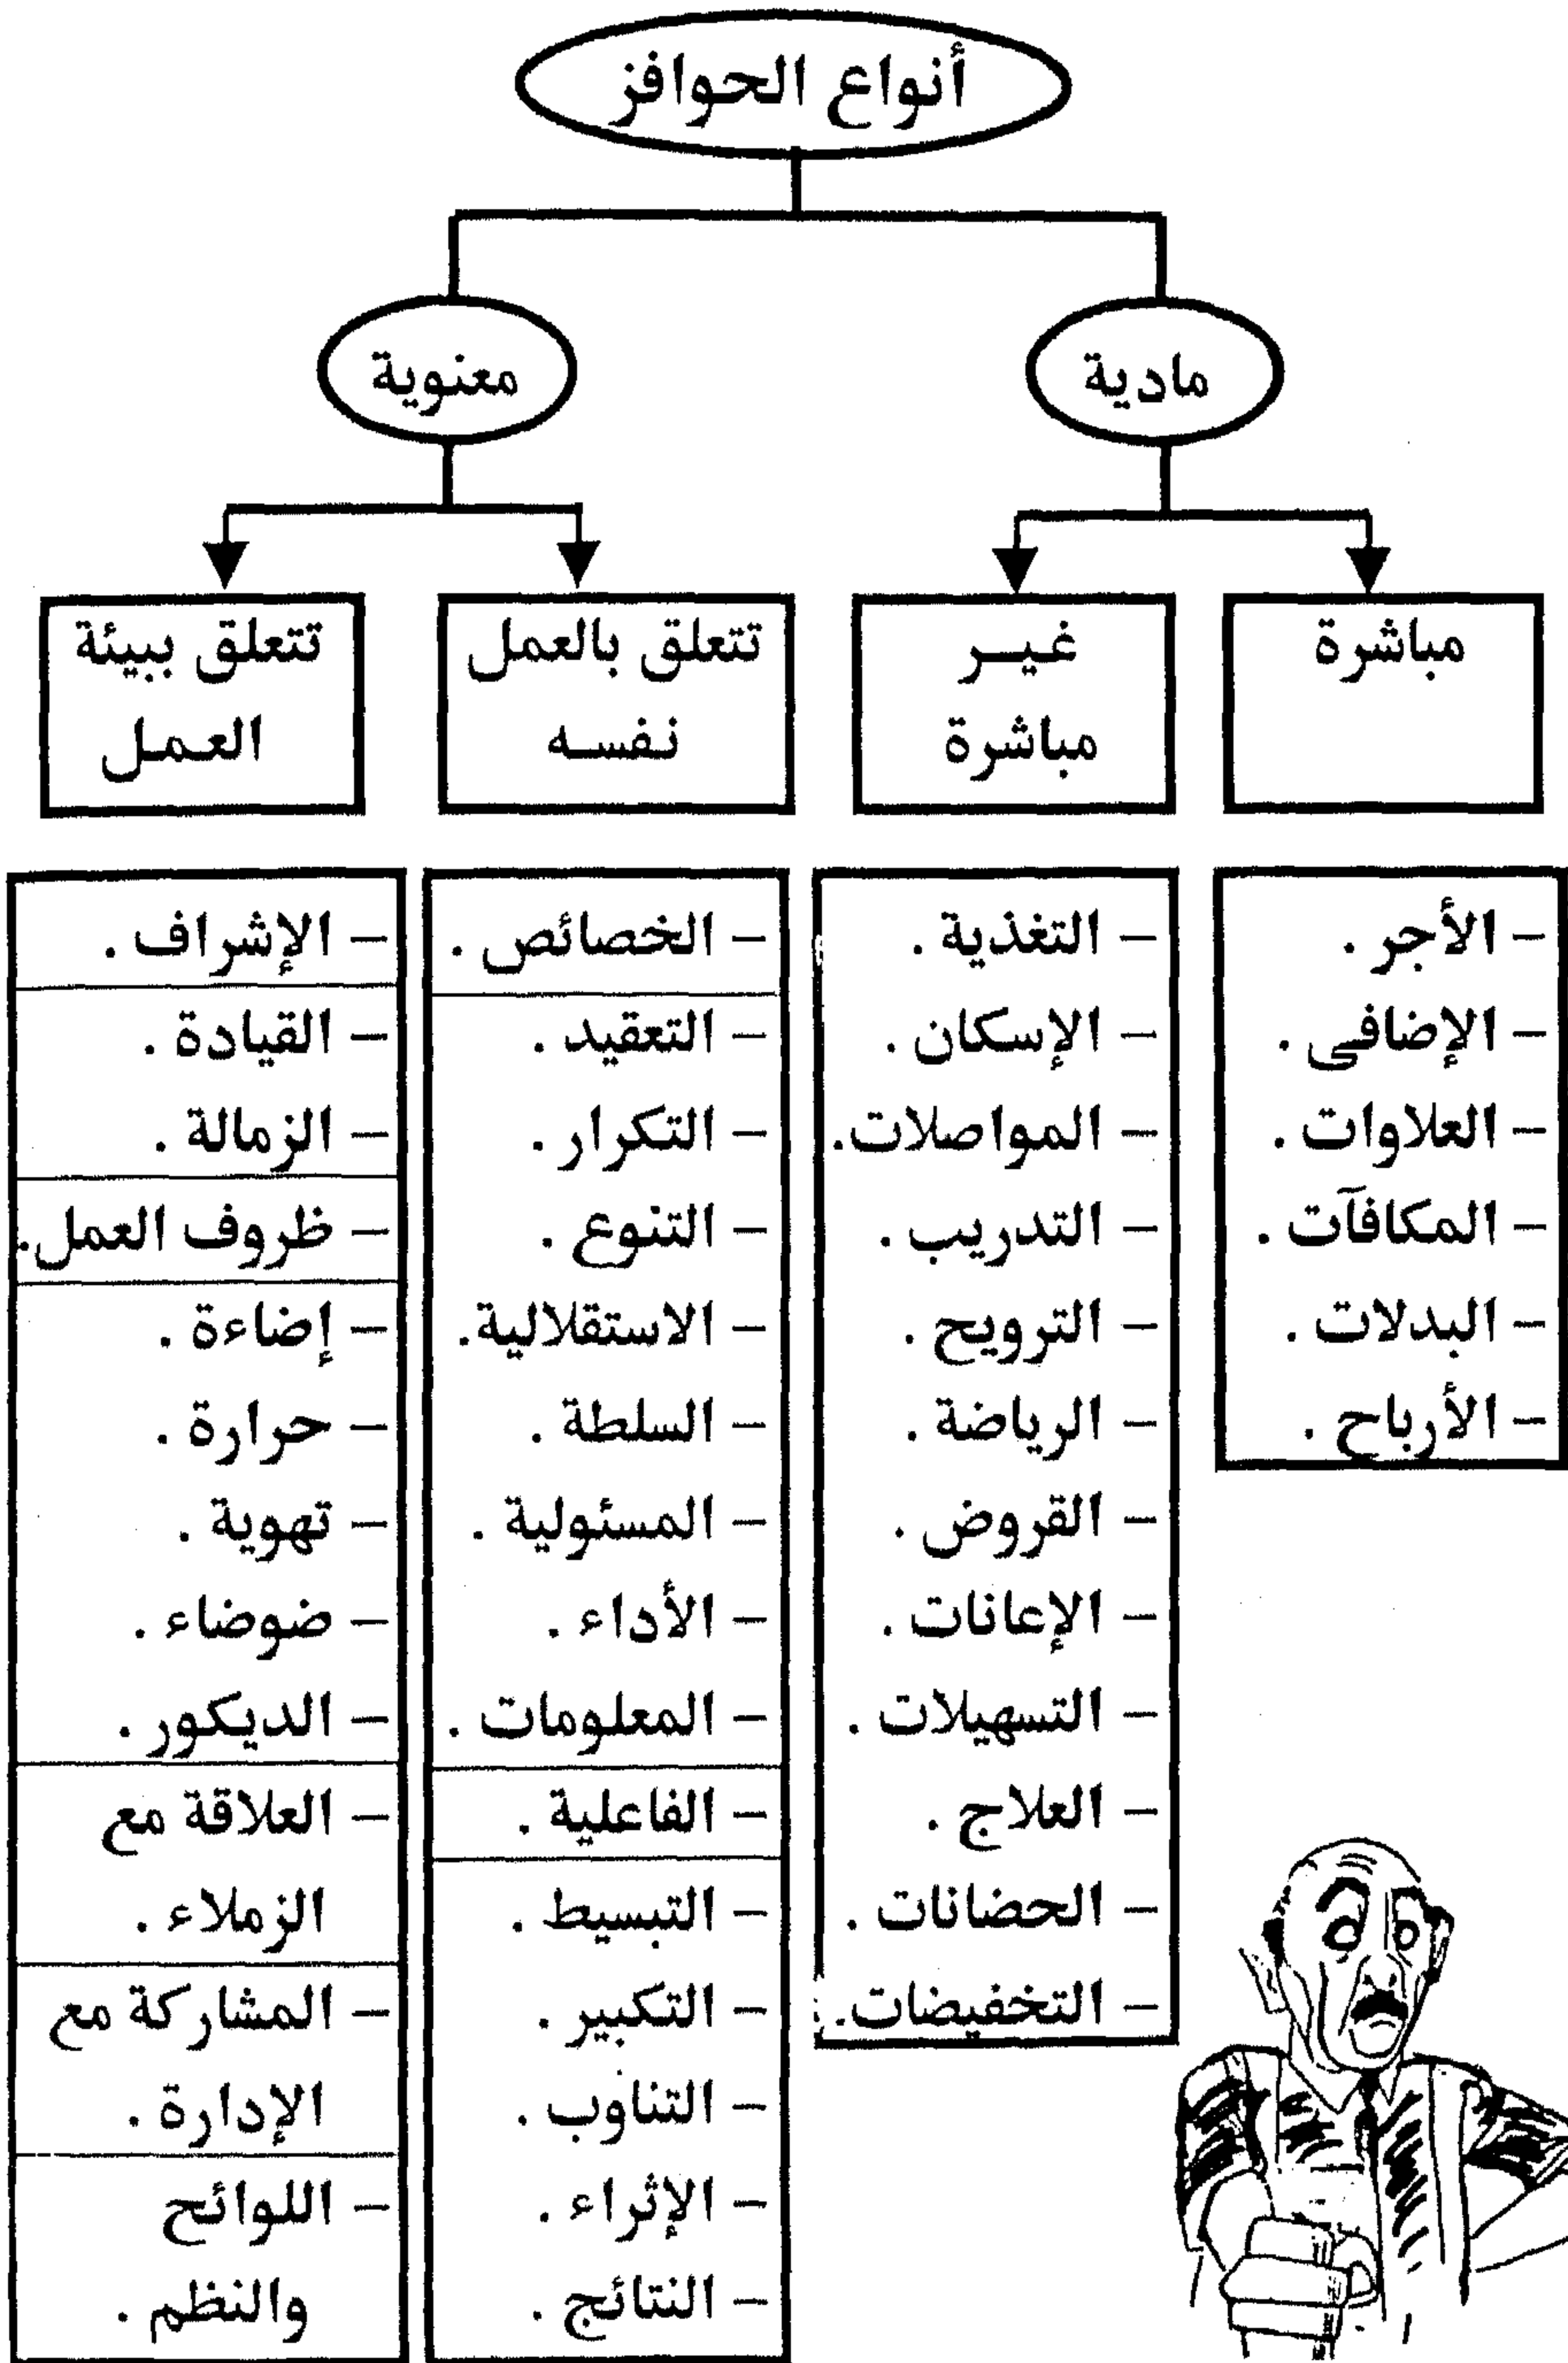 أنواع الحوافز
مادية
معنوية
مباشرة
غيـر
مباشرة
تتعلق بالعمل
نفسـه
تتعلق ببيئة
العمل
– الأجر .
– الإضافى .
– العلاوات .
– المكافآت .
– البدلات .
– الأرباح .
– التغذية .
– الإسكان .
– المواصلات.
– التدريب .
– الترويح .
– الرياضة .
– القروض .
– الإعانات .
– التسهيلات .
– العلاج .
– الحضانات .
– التخفيضات.
– الخصائص .
– التعقيد .
– التكرار .
– التنوع .
– الاستقلالية.
– السلطة .
– المسئولية .
– الأداء .
– المعلومات .
– الفاعلية .
– التبسيط .
– التكبير .
– التناوب .
– الإثراء .
– النتائج .
– الإشراف .
– القيادة .
– الزمالة .
– ظروف العمل.
– إضاءة .
– حرارة .
– تهوية .
– ضوضاء .
– الديكور .
– العلاقة مع
الزملاء .
– المشاركة مع
الإدارة .
– اللوائح
والنظم .